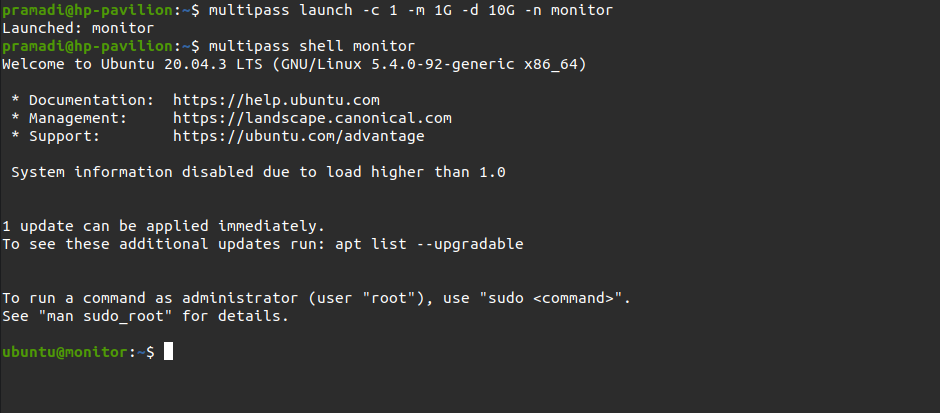 pramadi@hp-pavilion:~$ multipass launch -c 1 -m 1G -d 10G -n monitor
Launched: monitor
pramadi@hp-pavilion:~$ multipass shell monitor
Welcome to Ubuntu 20.04.3 LTS (GNU/Linux 5.4.0-92-generic x86_64)
* Documentation:  https://help.ubuntu.com
* Management:     https://landscape.canonical.com
* Support:        https://ubuntu.com/advantage
System information disabled due to load higher than 1.0
1 update can be applied immediately.
To see these additional updates run: apt list --upgradable
To run a command as administrator (user "root"), use "sudo <command>".
See "man sudo_root" for details.
ubuntu@monitor:~$